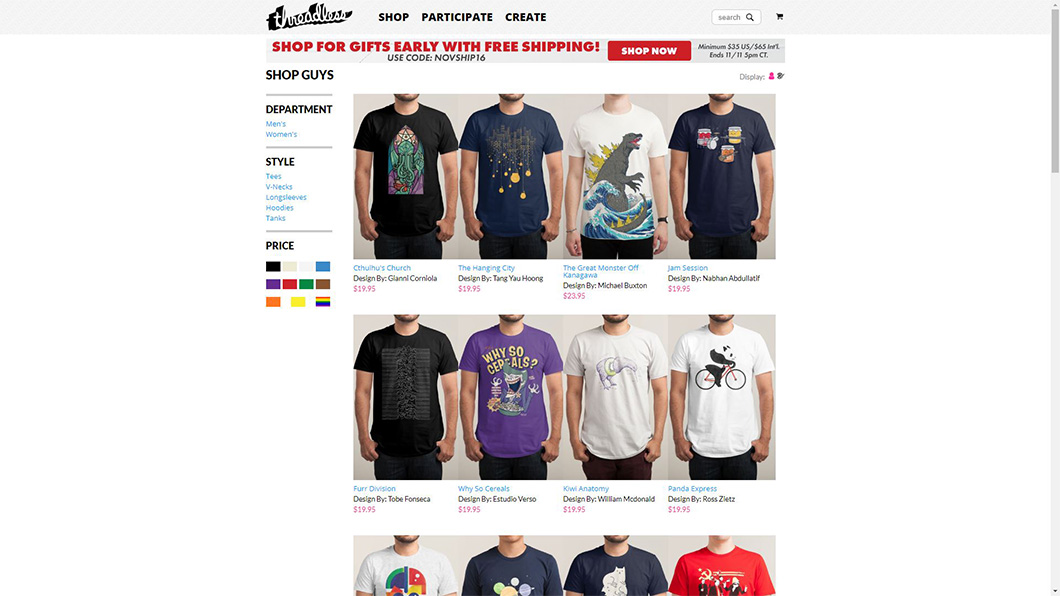 threadless
SHOP PARTICIPATE CREATE
search
SHOP FOR GIFTS EARLY WITH FREE SHIPPING!
USE CODE: NOVSHIP16
SHOP NOW
Minimum $35 US/$65 Int'l.
Ends 11/11 5pm CT.
SHOP GUYS
Display:
DEPARTMENT
Men's
Women's
STYLE
Tees
V-Necks
Longsleeves
Hoodies
Tanks
PRICE
Cthulhu's Church
Design By: Gianni Corniola
$19.95
The Hanging City
Design By: Tang Yau Hoong
$19.95
The Great Monster Off
Kanagawa
Design By: Michael Buxton
$23.95
Jam Session
Design By: Nabhan Abdullatif
$19.95
WHY SO
CEREALS?
Furr Division
Design By: Tobe Fonseca
$19.95
Why So Cereals
Design By: Estudio Verso
$19.95
Kiwi Anatomy
Design By: William Mcdonald
$19.95
Panda Express
Design By: Ross Zietz
$19.95